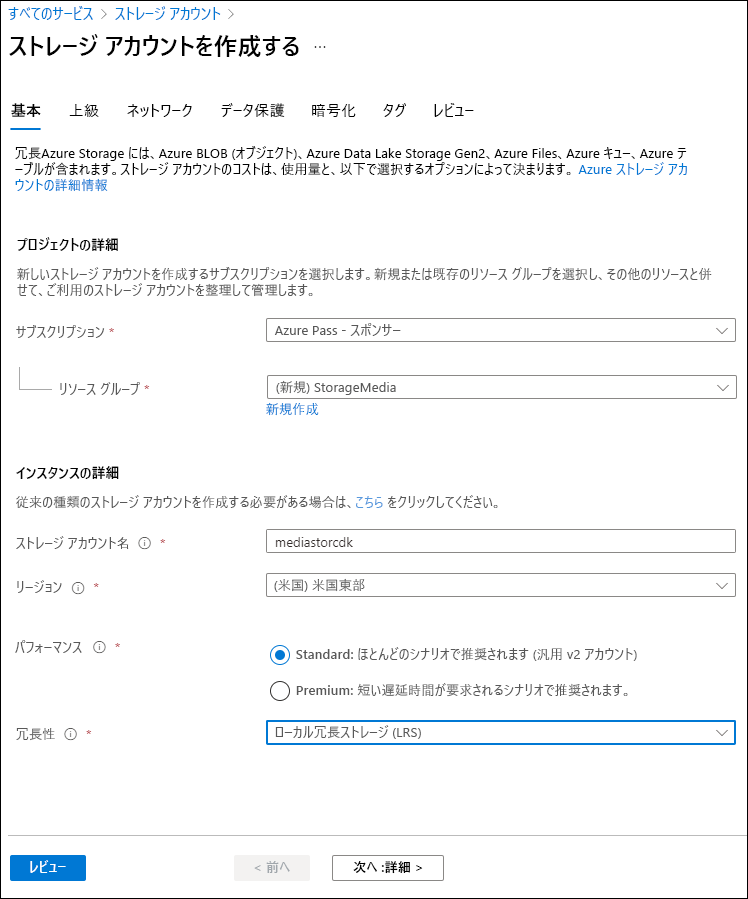 すべてのサービス > ストレージ アカウント >
ストレージ アカウントを作成する ...
基本 上級 ネットワーク データ保護 暗号化 タグ レビュー
冗長Azure Storage には、Azure BLOB (オブジェクト)、Azure Data Lake Storage Gen2、Azure Files、Azure キュー、Azure テ
ーブルが含まれます。ストレージ アカウントのコストは、使用量と、以下で選択するオプションによって決まります。 Azure ストレージ アカ
ウントの詳細情報
プロジェクトの詳細
新しいストレージ アカウントを作成するサブスクリプションを選択します。新規または既存のリソース グループを選択し、その他のリソースと併
せて、ご利用のストレージ アカウントを整理して管理します。
サブスクリプション * Azure Pass - スポンサー
リソース グループ * (新規) StorageMedia
新規作成
インスタンスの詳細
従来の種類のストレージ アカウントを作成する必要がある場合は、こちら をクリックしてください。
ストレージ アカウント名 * mediastorcdk
リージョン * (米国) 米国東部
パフォーマンス * Standard: ほとんどのシナリオで推奨されます (汎用 v2 アカウント)
Premium: 短い遅延時間が要求されるシナリオで推奨されます。
冗長性 * ローカル冗長ストレージ (LRS)
レビュー < 前へ 次へ :詳細 >